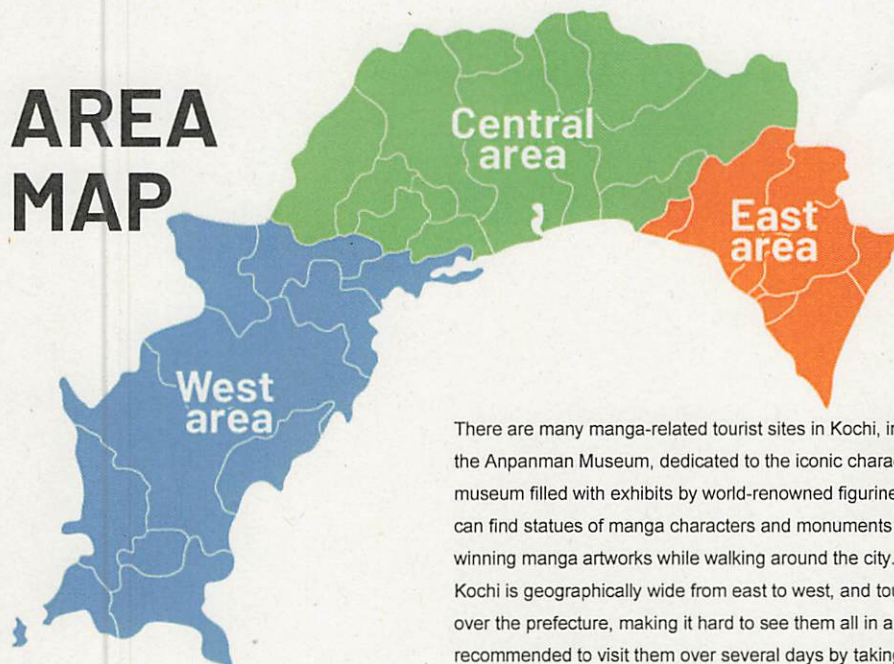 AREA
MAP
Central
area
East
area
West
area
There are many manga-related tourist sites in Kochi, in
the Anpanman Museum, dedicated to the iconic chara
museum filled with exhibits by world-renowned figurine
can find statues of manga characters and monuments
winning manga artworks while walking around the city.
Kochi is geographically wide from east to west, and tou
over the prefecture, making it hard to see them all in a
recommended to visit them over several days by taking